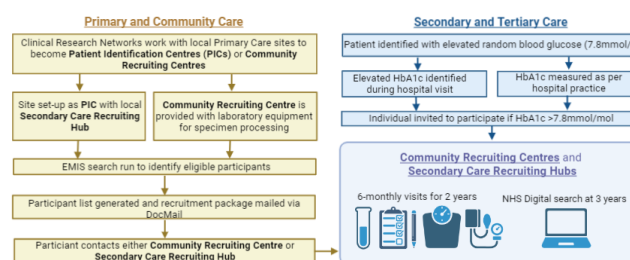 Primary and Community Care
Clinical Research Networks work with local Primary Care sites to
become Patient Identification Centres (PICs) or Community
Recruiting Centres
Site set-up as PIC with local
Secondary Care Recruiting
Hub
Community Recruiting Centre is
provided with laboratory equipment
for specimen processing
EMIS search run to identify eligible participants
Participant list generated and recruitment package mailed via
DocMail
Particiant contacts either Community Recruiting Centre or
Secondary Care Recruiting Hub
Secondary and Tertiary Care
Patient identified with elevated random blood glucose (7.8mmol/
Elevated HbA1c identified
during hospital visit
HbA1c measured as per
hospital practice
Individual invited to participate if HbA1c >7.8mmol/mol
Community Recruiting Centres and
Secondary Care Recruiting Hubs
6-monthly visits for 2 years
NHS Digital search at 3 years